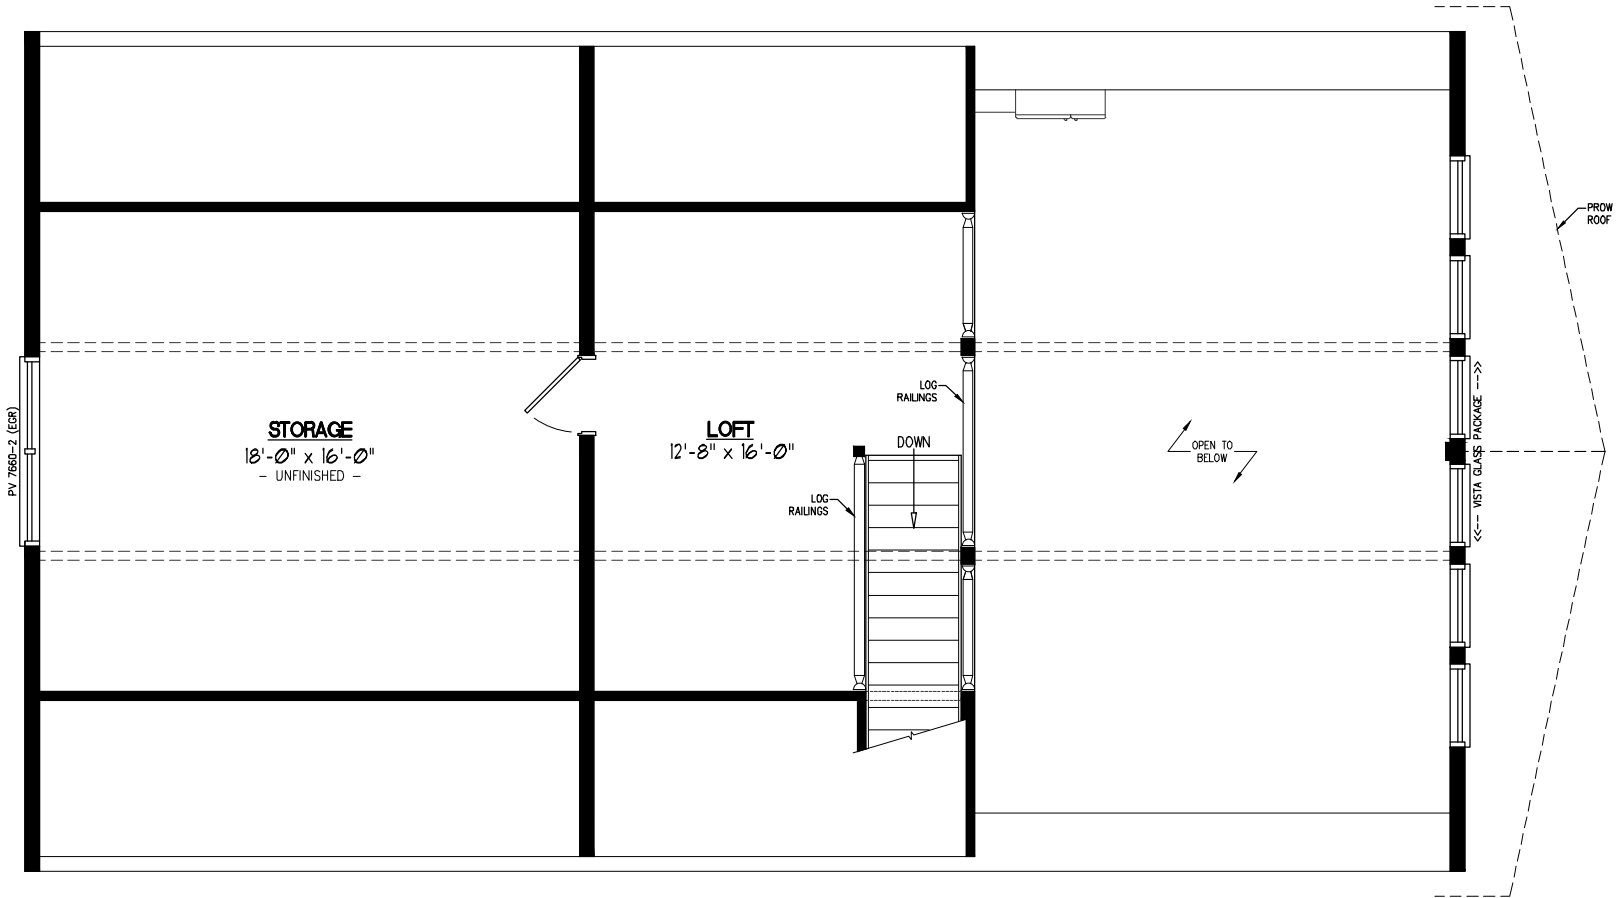 PROW
ROOF
LOG
RAILINGS
STORAGE
18'-0" x 16'-0"
- UNFINISHED -
LOFT
12'-8" x 16'-0"
DOWN
OPEN TO
BELOW
LOG
RAILINGS
PV 7660-2 (EGR)
<<-- VISTA GLASS PACKAGE -->>